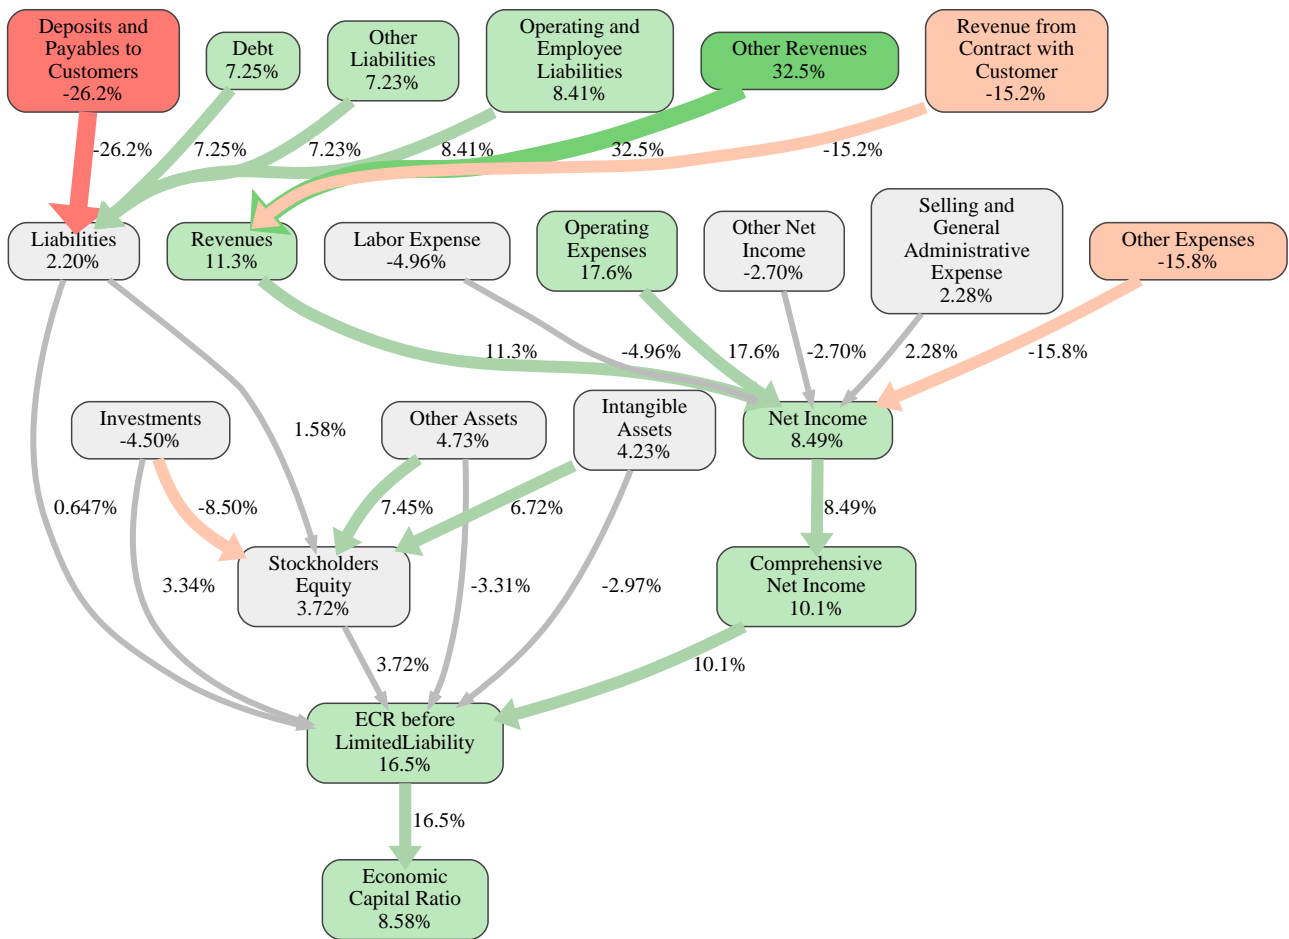 Deposits and
Payables to
Customers
-26.2%
Debt
7.25%
Other
Liabilities
7.23%
Operating and
Employee
Liabilities
8.41%
Other Revenues
32.5%
Revenue from
Contract with
Customer
-15.2%
-26.2%
7.25%
7.23%
8.41%
32.5%
-15.2%
Liabilities
2.20%
Revenues
11.3%
Labor Expense
-4.96%
Operating
Expenses
17.6%
Other Net
Income
-2.70%
Selling and
General
Administrative
Expense
2.28%
Other Expenses
-15.8%
11.3%
-4.96%
17.6%
-2.70%
2.28%
-15.8%
Investments
-4.50%
1.58%
Other Assets
4.73%
Intangible
Assets
4.23%
Net Income
8.49%
0.647%
-8.50%
7.45%
6.72%
8.49%
3.34%
Stockholders
Equity
3.72%
-3.31%
-2.97%
Comprehensive
Net Income
10.1%
3.72%
10.1%
ECR before
LimitedLiability
16.5%
16.5%
Economic
Capital Ratio
8.58%